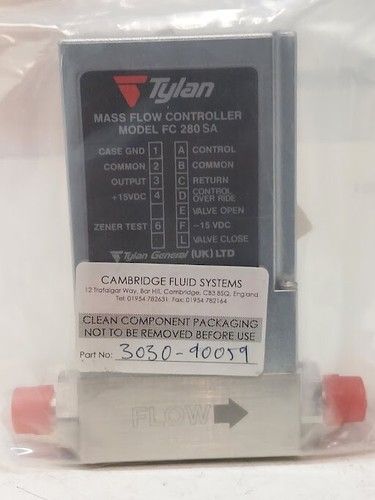 Tylan
MASS FLOW CONTROLLER
MODEL FC 280 SA
CASE GND 1 A CONTROL
COMMON 2 B COMMON
OUTPUT 3 C RETURN
+15VDC 4 D CONTROL OVER RIDE
E VALVE OPEN
ZENER TEST 6 F -15 VDC
L VALVE CLOSE
Tylan General (UK) LTD
CAMBRIDGE FLUID SYSTEMS
12 Trafalgar Way, Bar Hill, Cambridge, CB3 8SQ, England
Tel: 01954 782631 Fax: 01954 782164
CLEAN COMPONENT PACKAGING
NOT TO BE REMOVED BEFORE USE
Part No: 3030-90059
FLOW